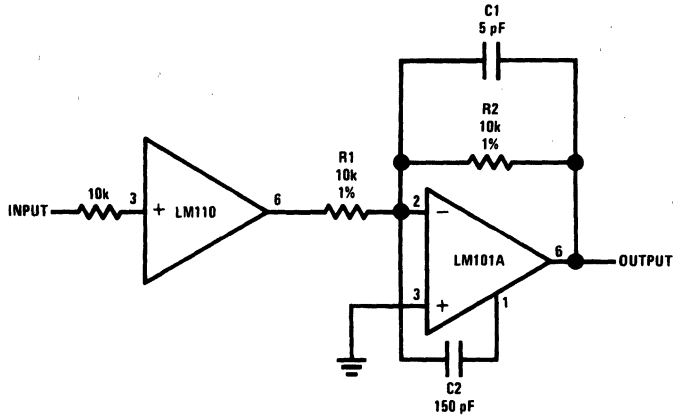 C1
5 pF
R2
10k
1%
R1
10k
1%
10k
3
+
LM110
6
2
−
INPUT
LM101A
6
OUTPUT
3
+
1
C2
150 pF